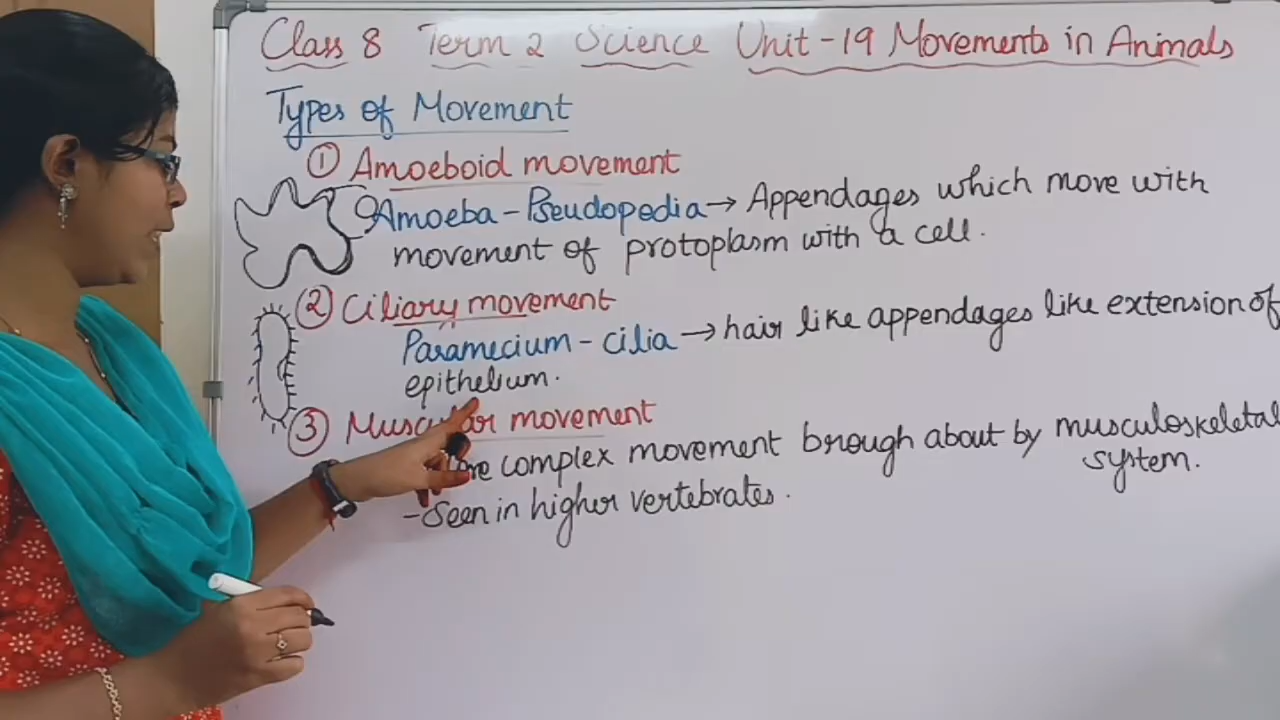 Class 8 Term 2 Science Unit-19 Movements in Animals
Types of Movement
① Amoeboid movement
Amoeba - Pseudopodia → Appendages which move with
movement of protoplasm with a cell.
② Ciliary movement
Paramecium - cilia → hair like appendages like extension of
epithelium.
③ Muscular movement
complex movement brough about by musculoskeletal
system.
- Seen in higher vertebrates.